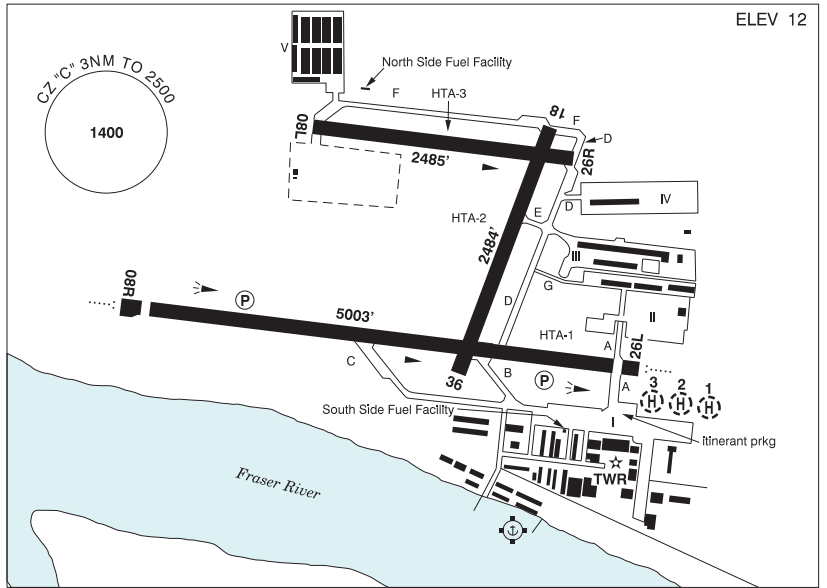 ELEV 12
CZ "C" 3NM TO 2500
1400
V
North Side Fuel Facility
F
HTA-3
18
F
D
08L
26R
2485'
D
IV
HTA-2
E
III
2484'
G
D
II
HTA-1
08R
P
5003'
A
26L
C
B
P
A
36
3
2
1
H
H
H
South Side Fuel Facility
I
Itinerant prkg
TWR
Fraser River